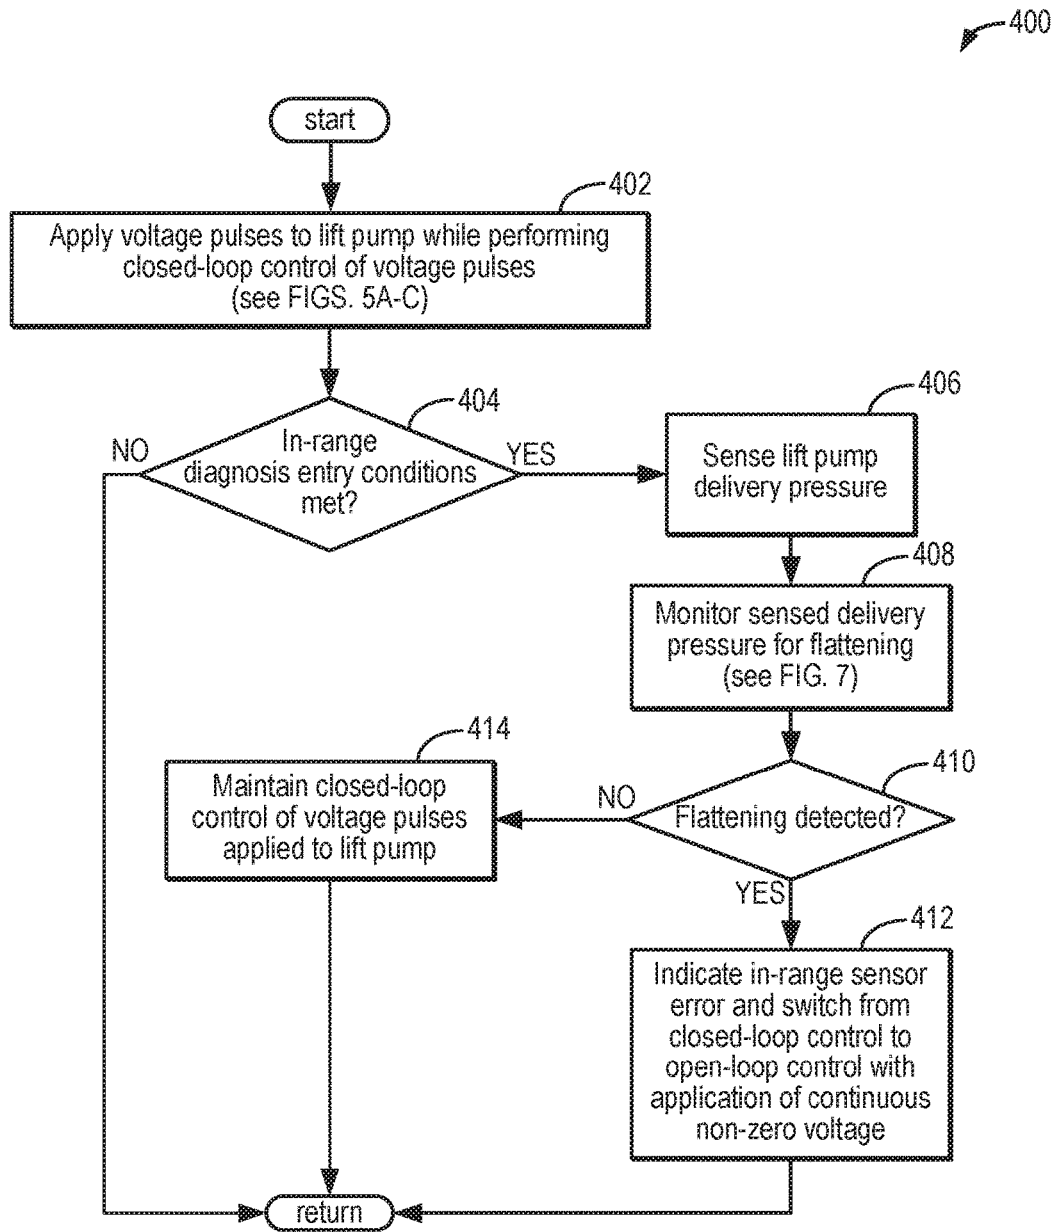 400
start
402
Apply voltage pulses to lift pump while performing
closed-loop control of voltage pulses
(see FIGS. 5A-C)
404
In-range
diagnosis entry conditions
met?
NO
YES
406
Sense lift pump
delivery pressure
408
Monitor sensed delivery
pressure for flattening
(see FIG. 7)
410
Flattening detected?
NO
YES
414
Maintain closed-loop
control of voltage pulses
applied to lift pump
412
Indicate in-range sensor
error and switch from
closed-loop control to
open-loop control with
application of continuous
non-zero voltage
return